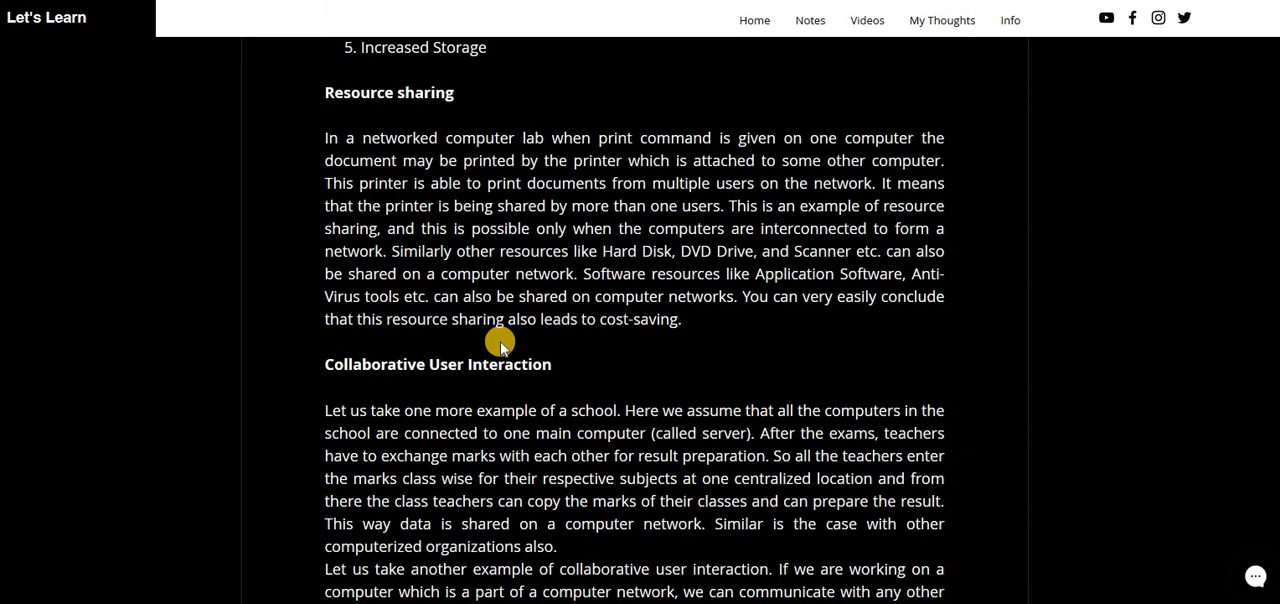 Let's Learn
Home Notes Videos My Thoughts Info
5. Increased Storage
Resource sharing
In a networked computer lab when print command is given on one computer the
document may be printed by the printer which is attached to some other computer.
This printer is able to print documents from multiple users on the network. It means
that the printer is being shared by more than one users. This is an example of resource
sharing, and this is possible only when the computers are interconnected to form a
network. Similarly other resources like Hard Disk, DVD Drive, and Scanner etc. can also
be shared on a computer network. Software resources like Application Software, Anti-
Virus tools etc. can also be shared on computer networks. You can very easily conclude
that this resource sharing also leads to cost-saving.
Collaborative User Interaction
Let us take one more example of a school. Here we assume that all the computers in the
school are connected to one main computer (called server). After the exams, teachers
have to exchange marks with each other for result preparation. So all the teachers enter
the marks class wise for their respective subjects at one centralized location and from
there the class teachers can copy the marks of their classes and can prepare the result.
This way data is shared on a computer network. Similar is the case with other
computerized organizations also.
Let us take another example of collaborative user interaction. If we are working on a
computer which is a part of a computer network, we can communicate with any other